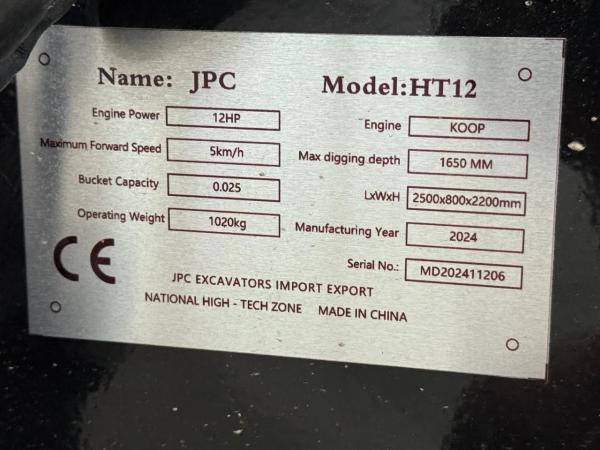 Name: JPC
Model:HT12
Engine Power 12HP
Maximum Forward Speed 5km/h
Bucket Capacity 0.025
Operating Weight 1020kg
Engine KOOP
Max digging depth 1650 MM
LxWxH 2500x800x2200mm
Manufacturing Year 2024
Serial No.: MD202411206
CE
JPC EXCAVATORS IMPORT EXPORT
NATIONAL HIGH - TECH ZONE MADE IN CHINA